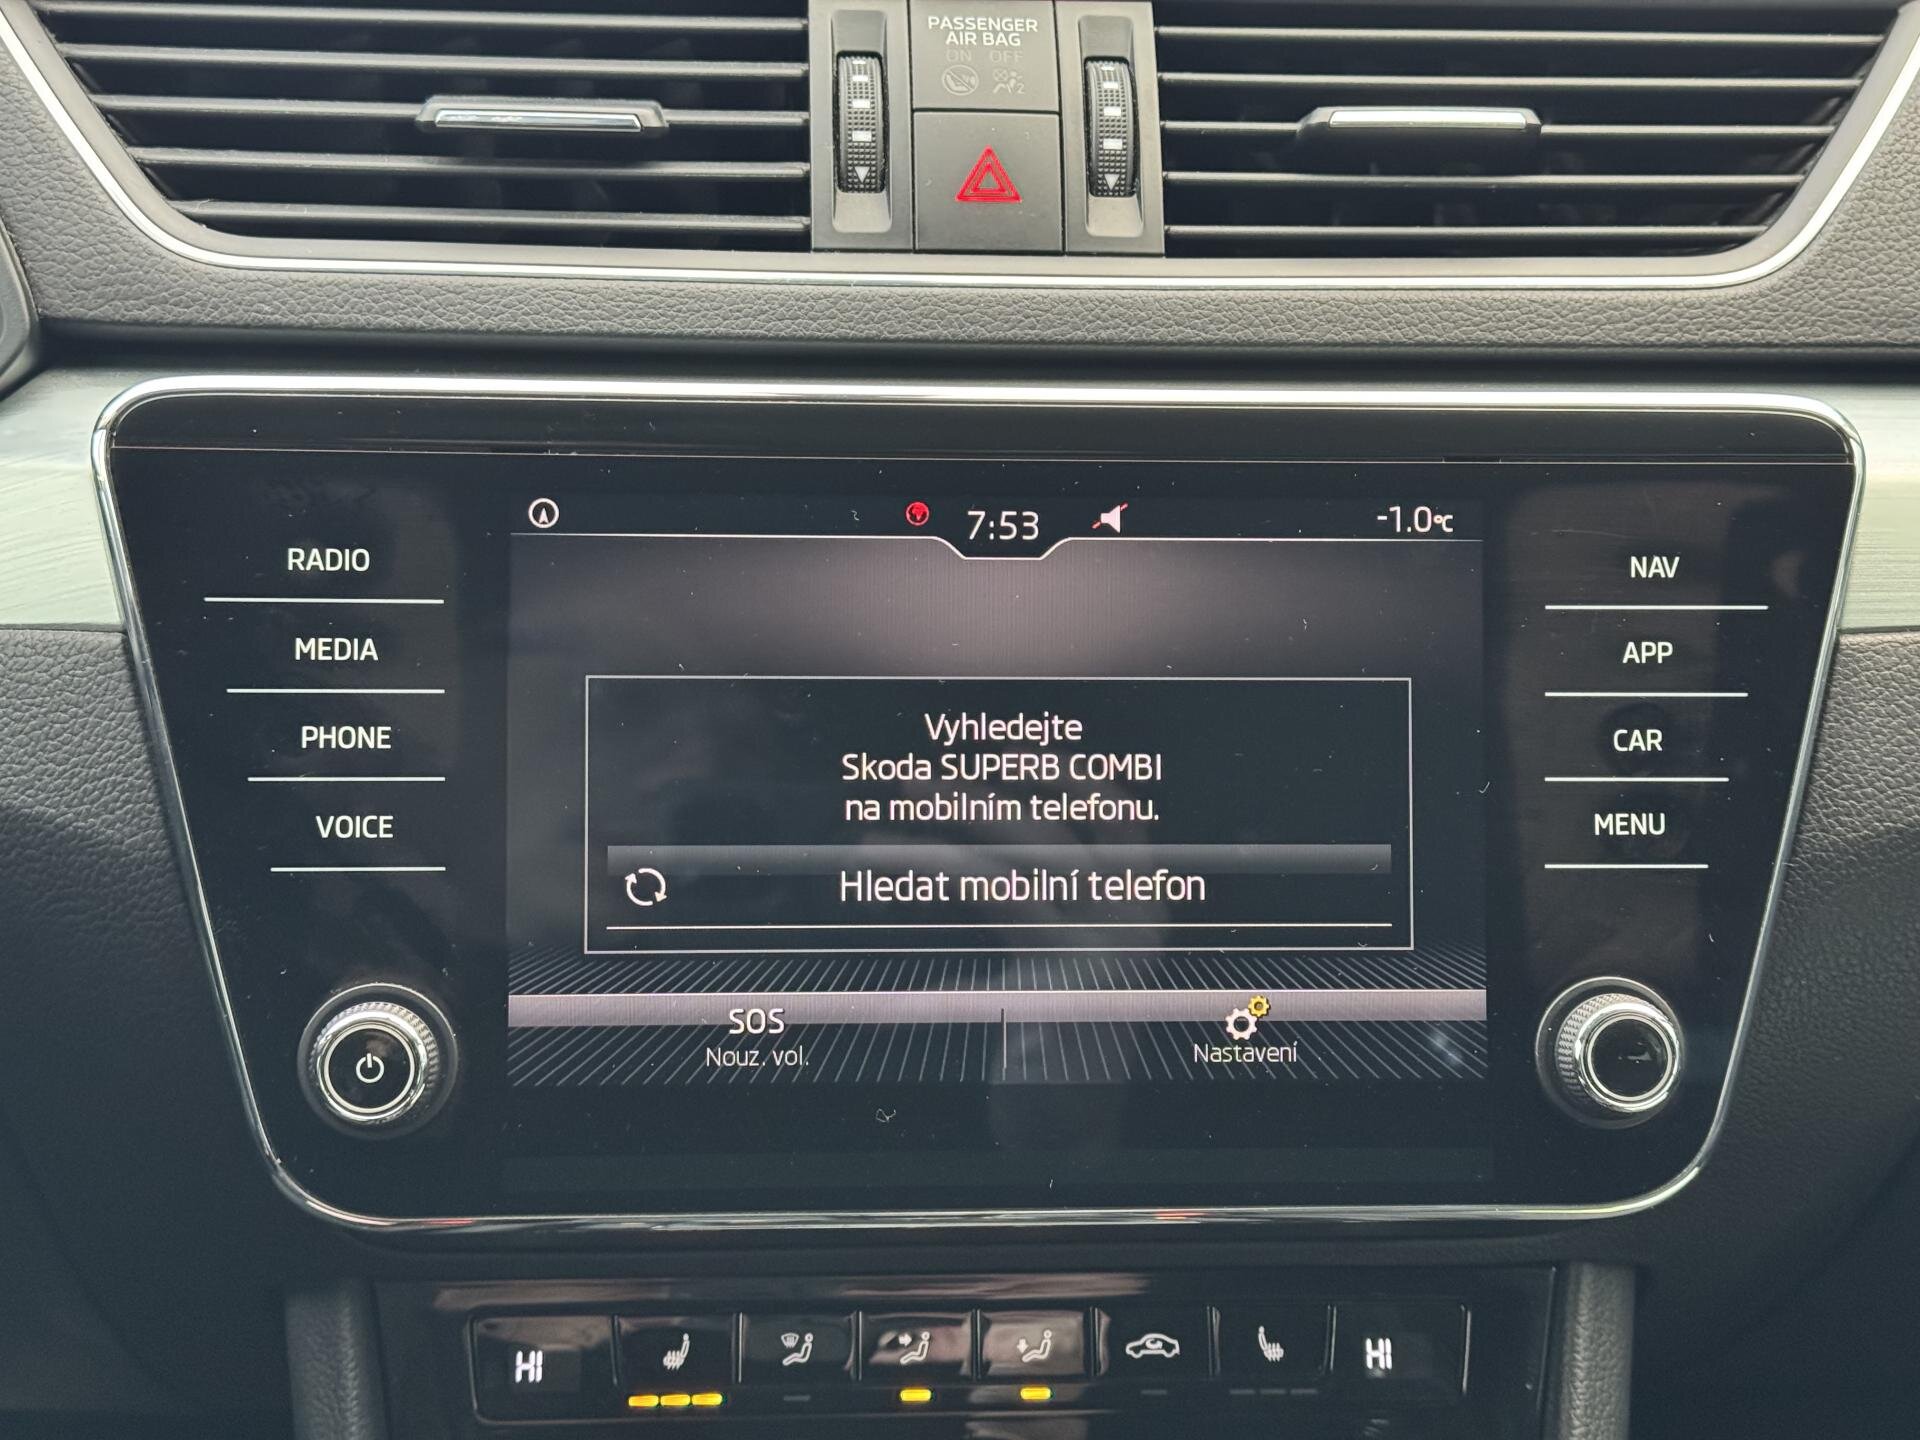 PASSENGER
AIR BAG
ON OFF
7:53
-1.0°C
RADIO
MEDIA
PHONE
VOICE
NAV
APP
CAR
MENU
Vyhledejte
Skoda SUPERB COMBI
na mobilním telefonu.
Hledat mobilní telefon
SOS
Nouz. vol.
Nastavení
HI
HI